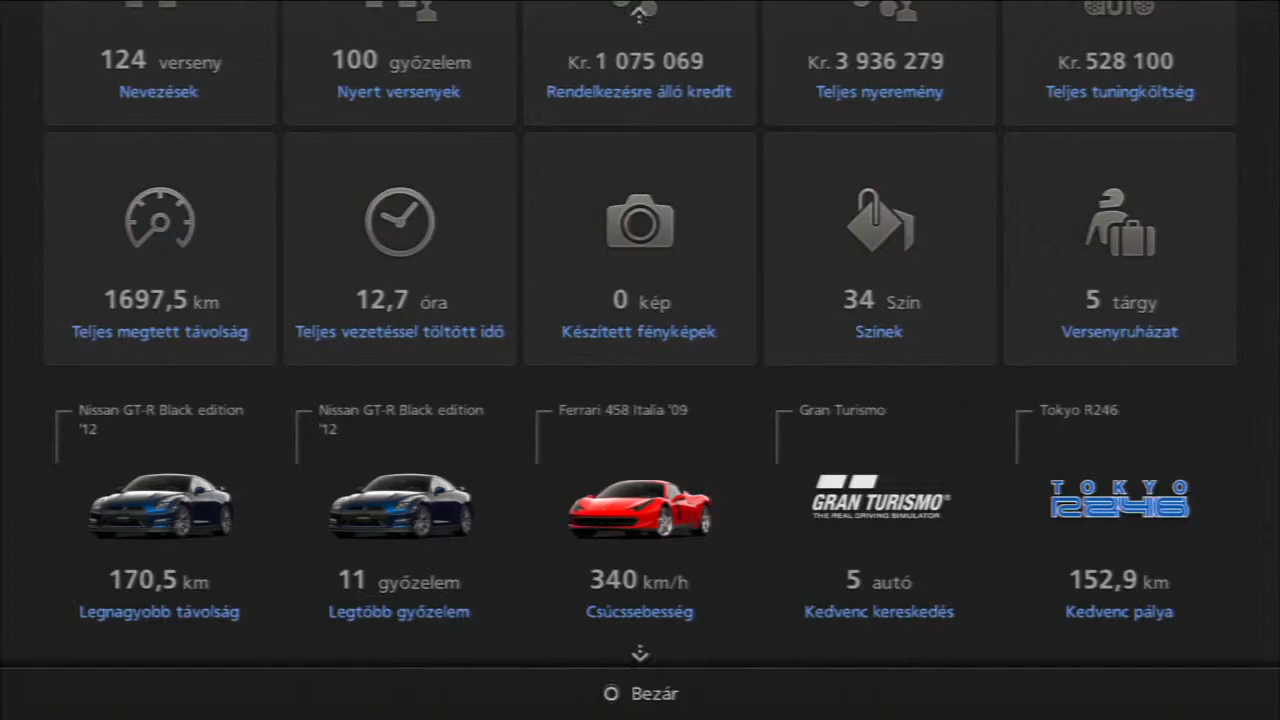 124 verseny
Nevezések
100 győzelem
Nyert versenyek
Kr. 1 075 069
Rendelkezésre álló kredit
Kr. 3 936 279
Teljes nyeremény
Kr. 528 100
Teljes tuningköltség
1697,5 km
Teljes megtett távolság
12,7 óra
Teljes vezetéssel töltött idő
0 kép
Készített fényképek
34 Szín
Színek
5 tárgy
Versenyruházat
Nissan GT-R Black edition
'12
170,5 km
Legnagyobb távolság
Nissan GT-R Black edition
'12
11 győzelem
Legtöbb győzelem
Ferrari 458 Italia '09
340 km/h
Csúcssebesség
Gran Turismo
GRAN TURISMO®
THE REAL DRIVING SIMULATOR
5 autó
Kedvenc kereskedés
Tokyo R246
TOKYO
R246
152,9 km
Kedvenc pálya
Bezár